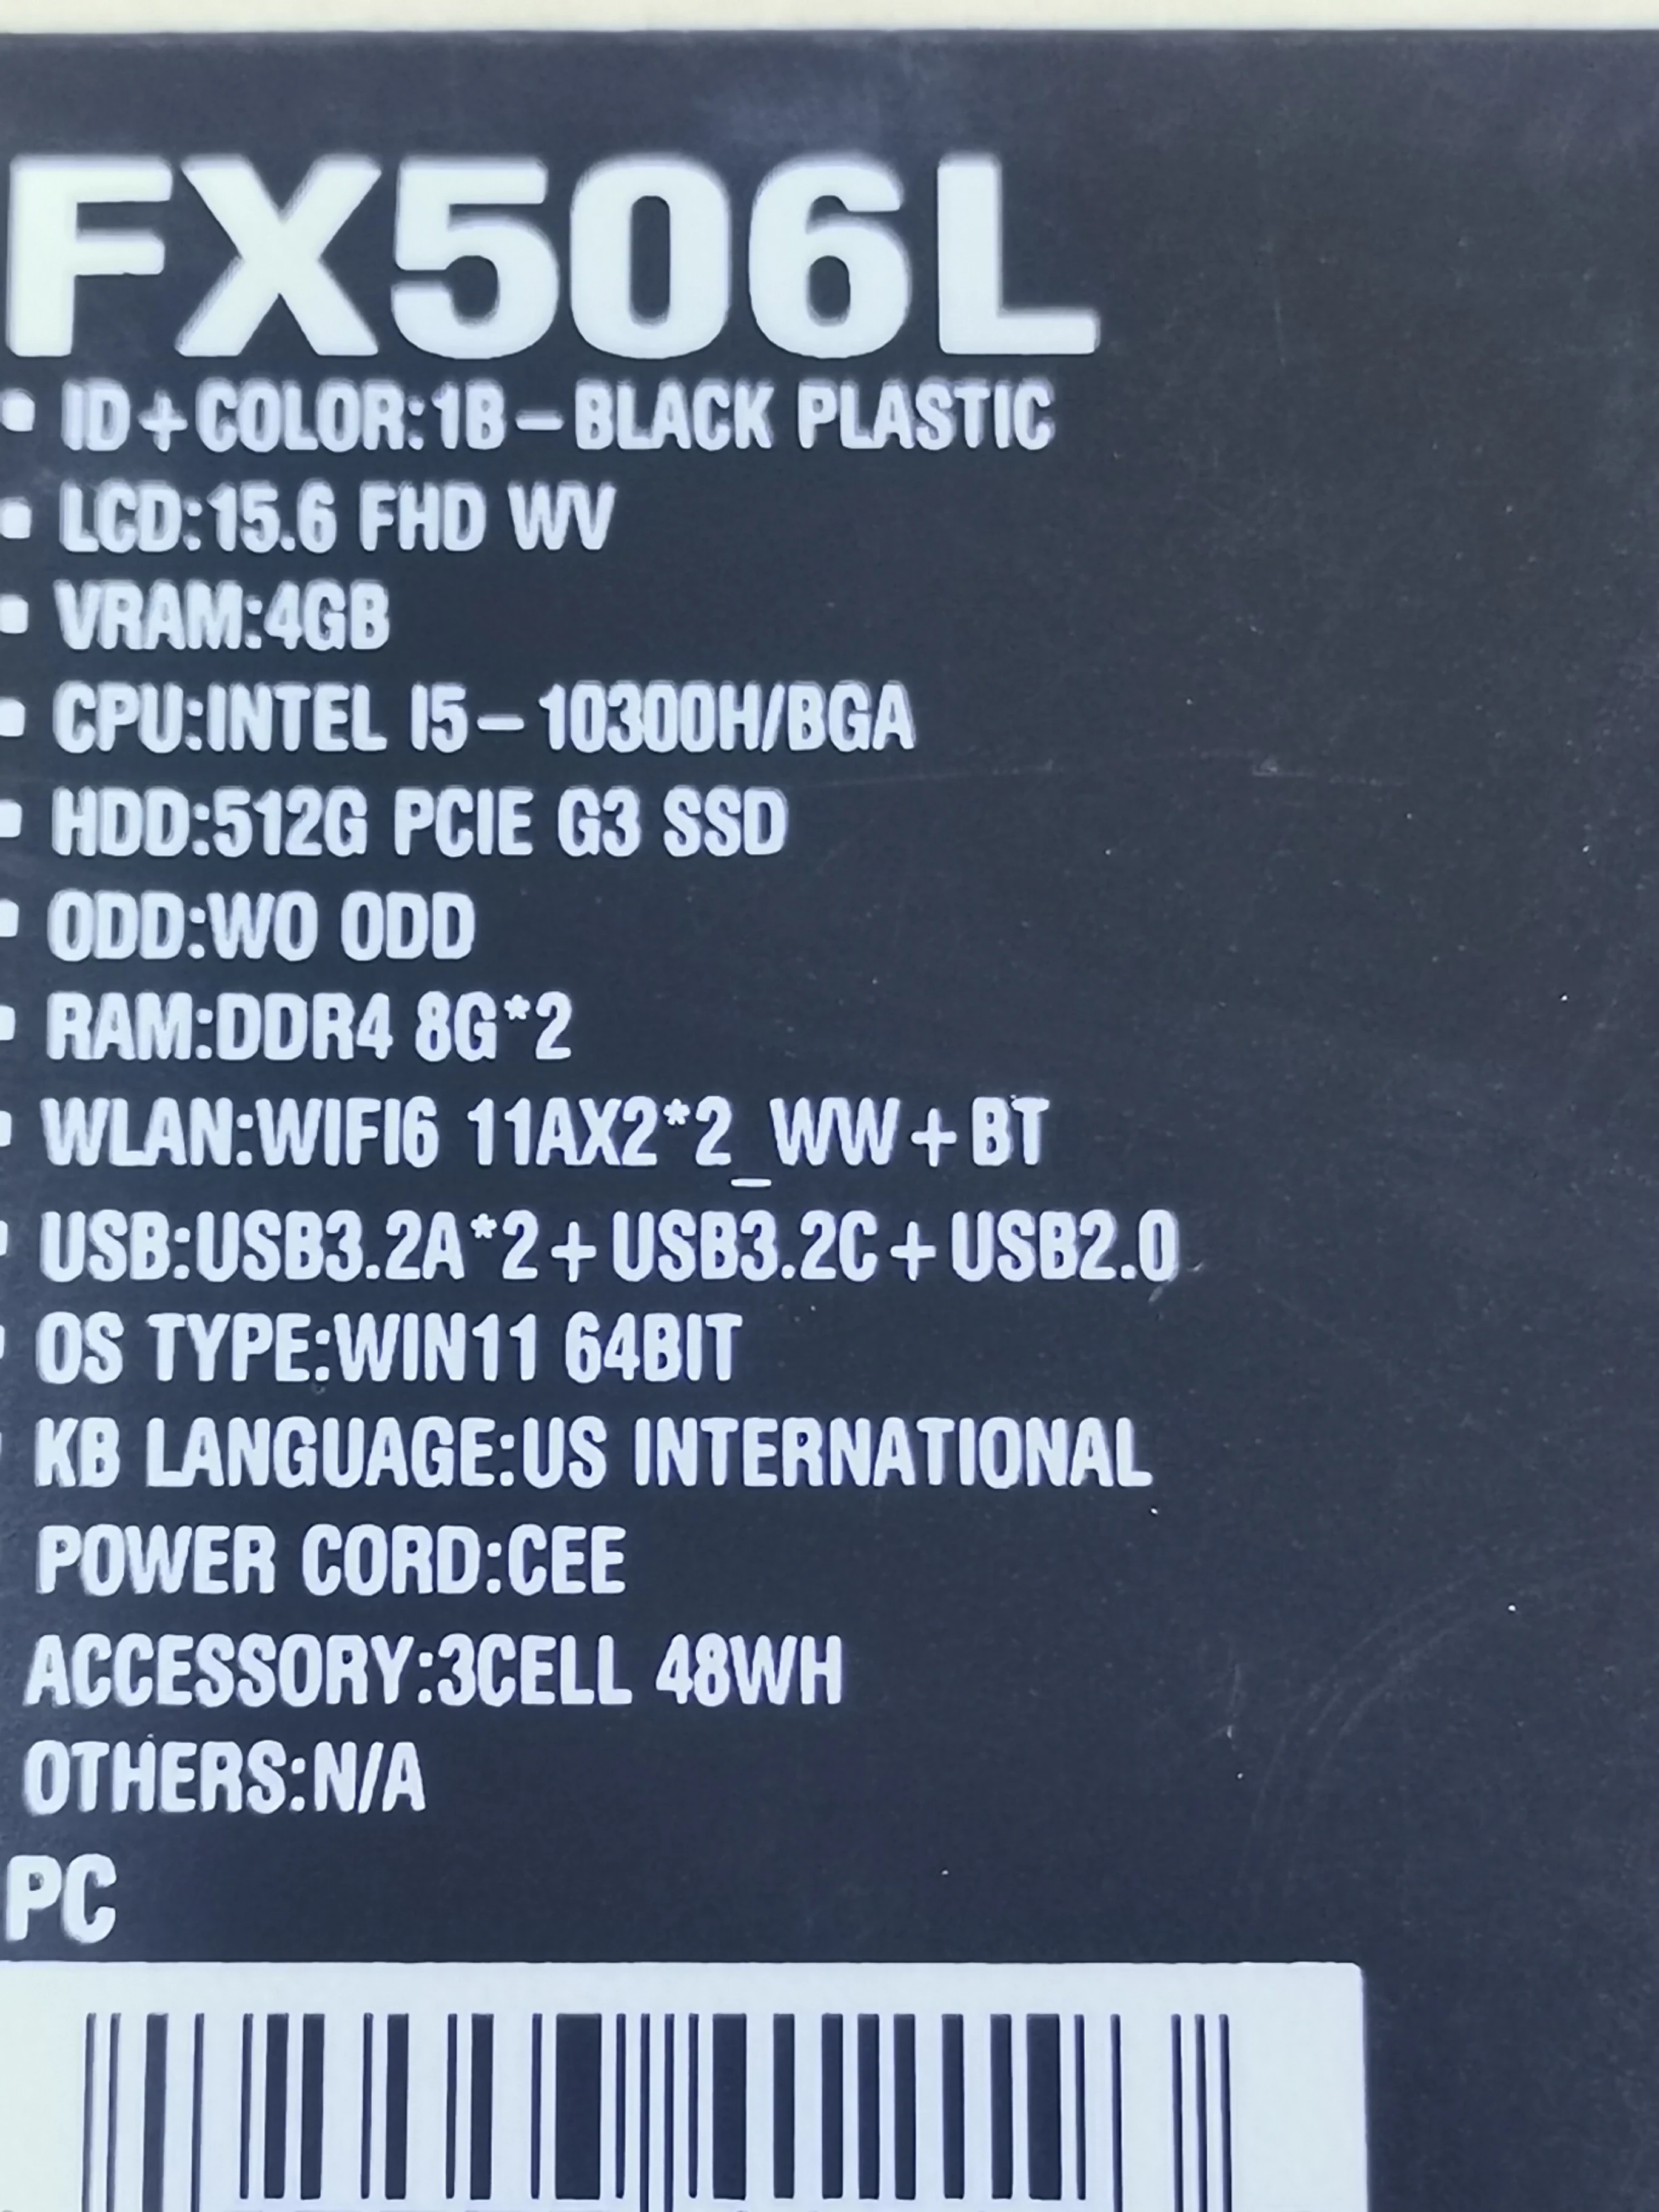 FX506L
• ID+COLOR:1B-BLACK PLASTIC
• LCD:15.6 FHD WV
• VRAM:4GB
• CPU:INTEL I5-10300H/BGA
• HDD:512G PCIE G3 SSD
• ODD:WO ODD
• RAM:DDR4 8G*2
• WLAN:WIFI6 11AX2*2_WW+BT
• USB:USB3.2A*2+USB3.2C+USB2.0
• OS TYPE:WIN11 64BIT
• KB LANGUAGE:US INTERNATIONAL
POWER CORD:CEE
ACCESSORY:3CELL 48WH
OTHERS:N/A
PC